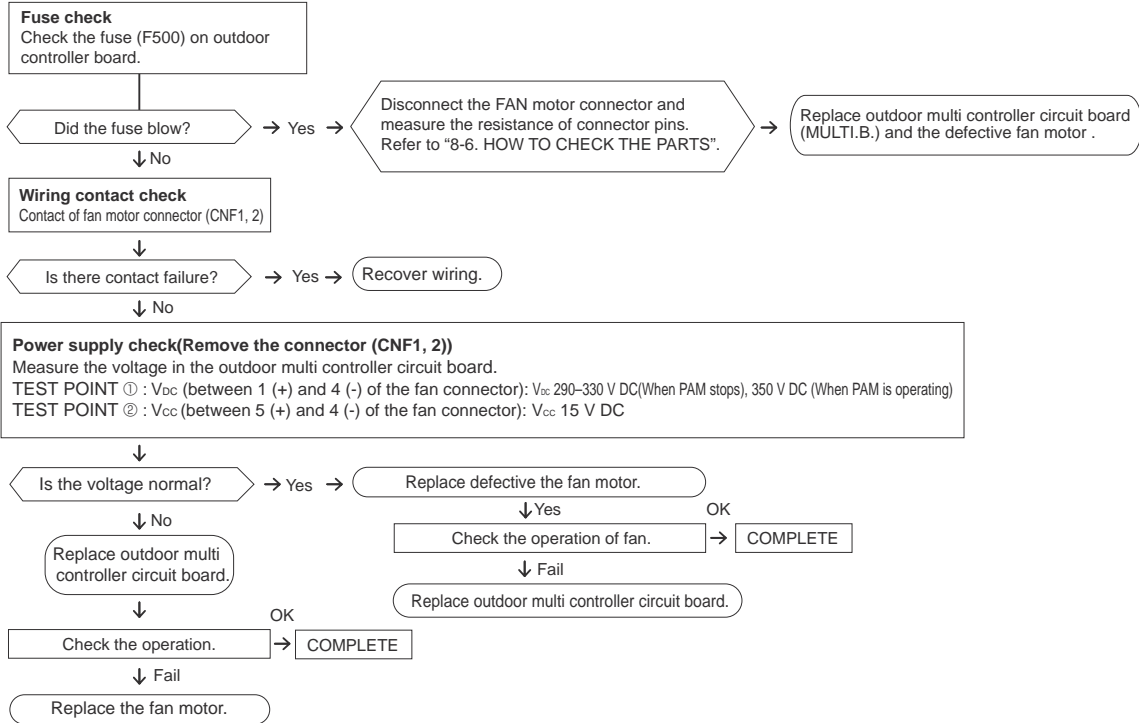 Fuse check
Check the fuse (F500) on outdoor
controller board.
Did the fuse blow?
Yes
Disconnect the FAN motor connector and
measure the resistance of connector pins.
Refer to “8-6. HOW TO CHECK THE PARTS”.
Replace outdoor multi controller circuit board
(MULTI.B.) and the defective fan motor .
No
Wiring contact check
Contact of fan motor connector (CNF1, 2)
Is there contact failure?
Yes
Recover wiring.
No
Power supply check(Remove the connector (CNF1, 2))
Measure the voltage in the outdoor multi controller circuit board.
TEST POINT ① : VDC (between 1 (+) and 4 (-) of the fan connector): VDC 290–330 V DC(When PAM stops), 350 V DC (When PAM is operating)
TEST POINT ② : VCC (between 5 (+) and 4 (-) of the fan connector): VCC 15 V DC
Is the voltage normal?
Yes
Replace defective the fan motor.
Yes
Check the operation of fan.
OK
COMPLETE
Fail
Replace outdoor multi controller circuit board.
No
Replace outdoor multi
controller circuit board.
Check the operation.
OK
COMPLETE
Fail
Replace the fan motor.